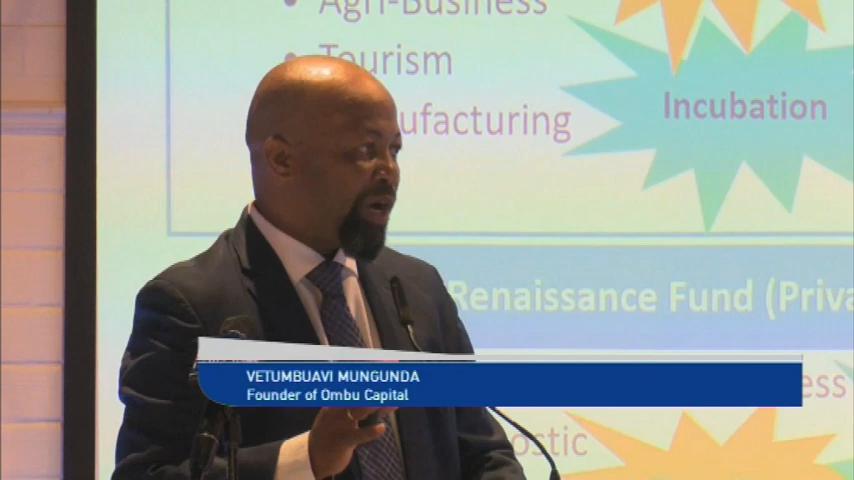 • Agri-Business
• Tourism
ufacturing
Incubation
Renaissance Fund (Priva
VETUMBUAVI MUNGUNDA
Founder of Ombu Capital
ess
ostic